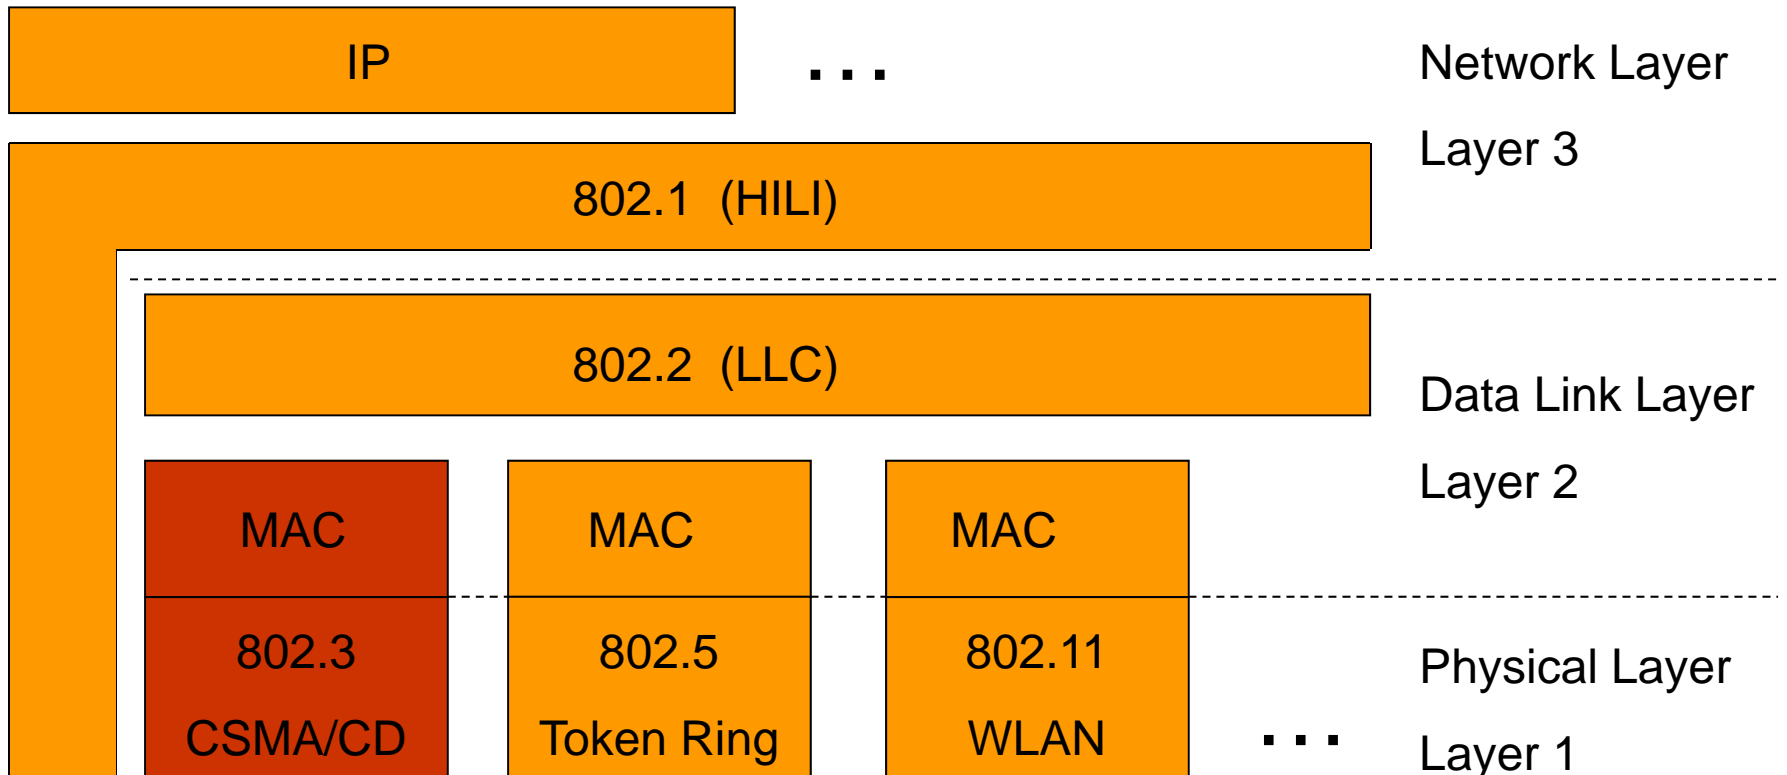 IP
...
Network Layer
Layer 3
802.1 (HILI)
802.2 (LLC)
Data Link Layer
Layer 2
MAC
MAC
MAC
802.3
802.5
802.11
Physical Layer
CSMA/CD
Token Ring
WLAN
...
Layer 1